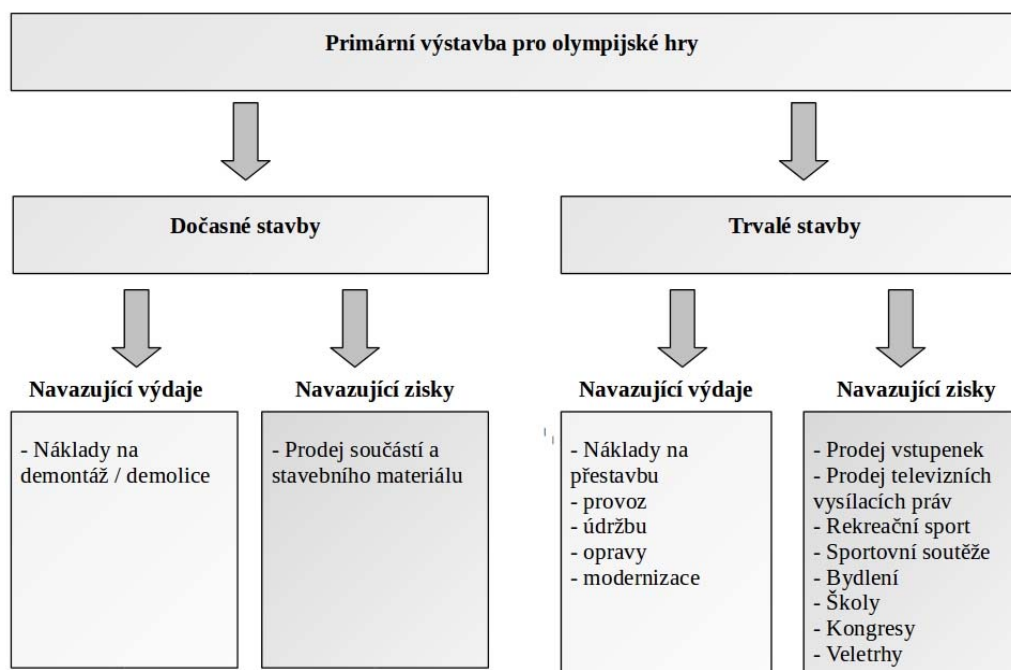 Primární výstavba pro olympijské hry
Dočasné stavby
Trvalé stavby
Navazující výdaje
- Náklady na
demontáž / demolice
Navazující zisky
- Prodej součástí a
stavebního materiálu
Navazující výdaje
- Náklady na
přestavbu
- provoz
- údržbu
- opravy
- modernizace
Navazující zisky
- Prodej vstupenek
- Prodej televizních
vysílacích práv
- Rekreační sport
- Sportovní soutěže
- Bydlení
- Školy
- Kongresy
- Veletrhy